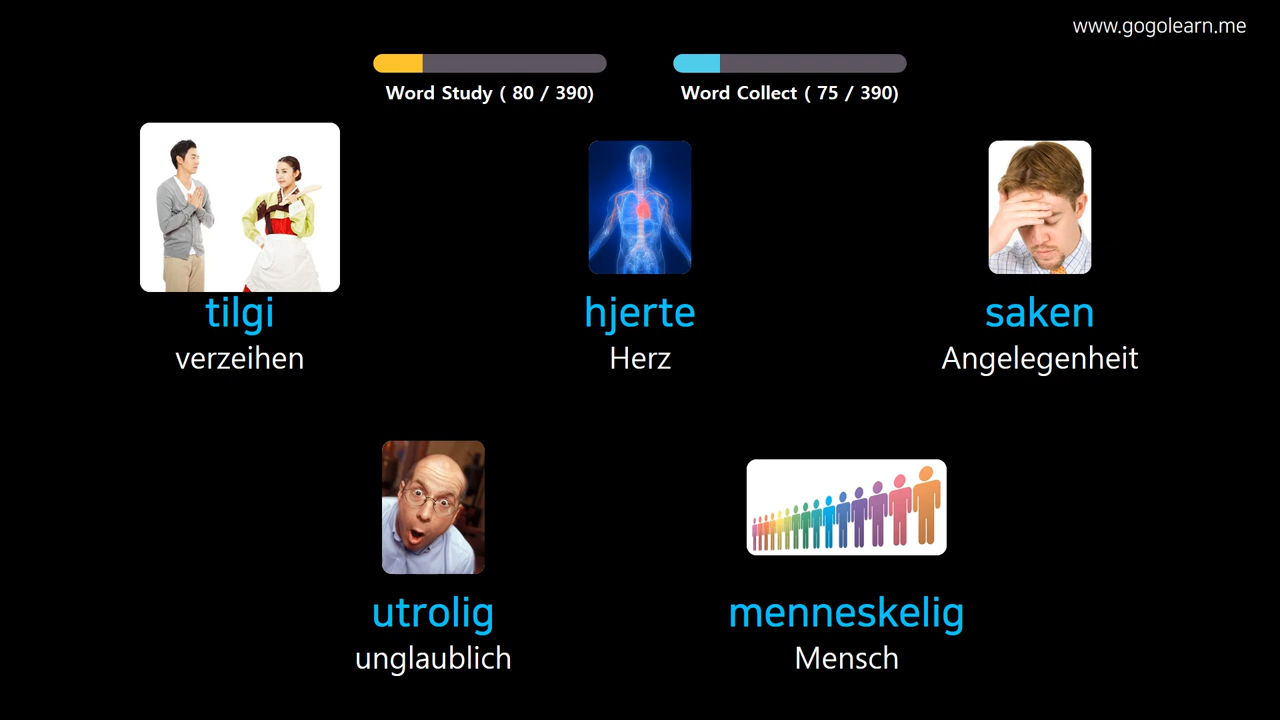 www.gogolearn.me
Word Study ( 80 / 390)
Word Collect ( 75 / 390)
tilgi
verzeihen
hjerte
Herz
saken
Angelegenheit
utrolig
unglaublich
menneskelig
Mensch